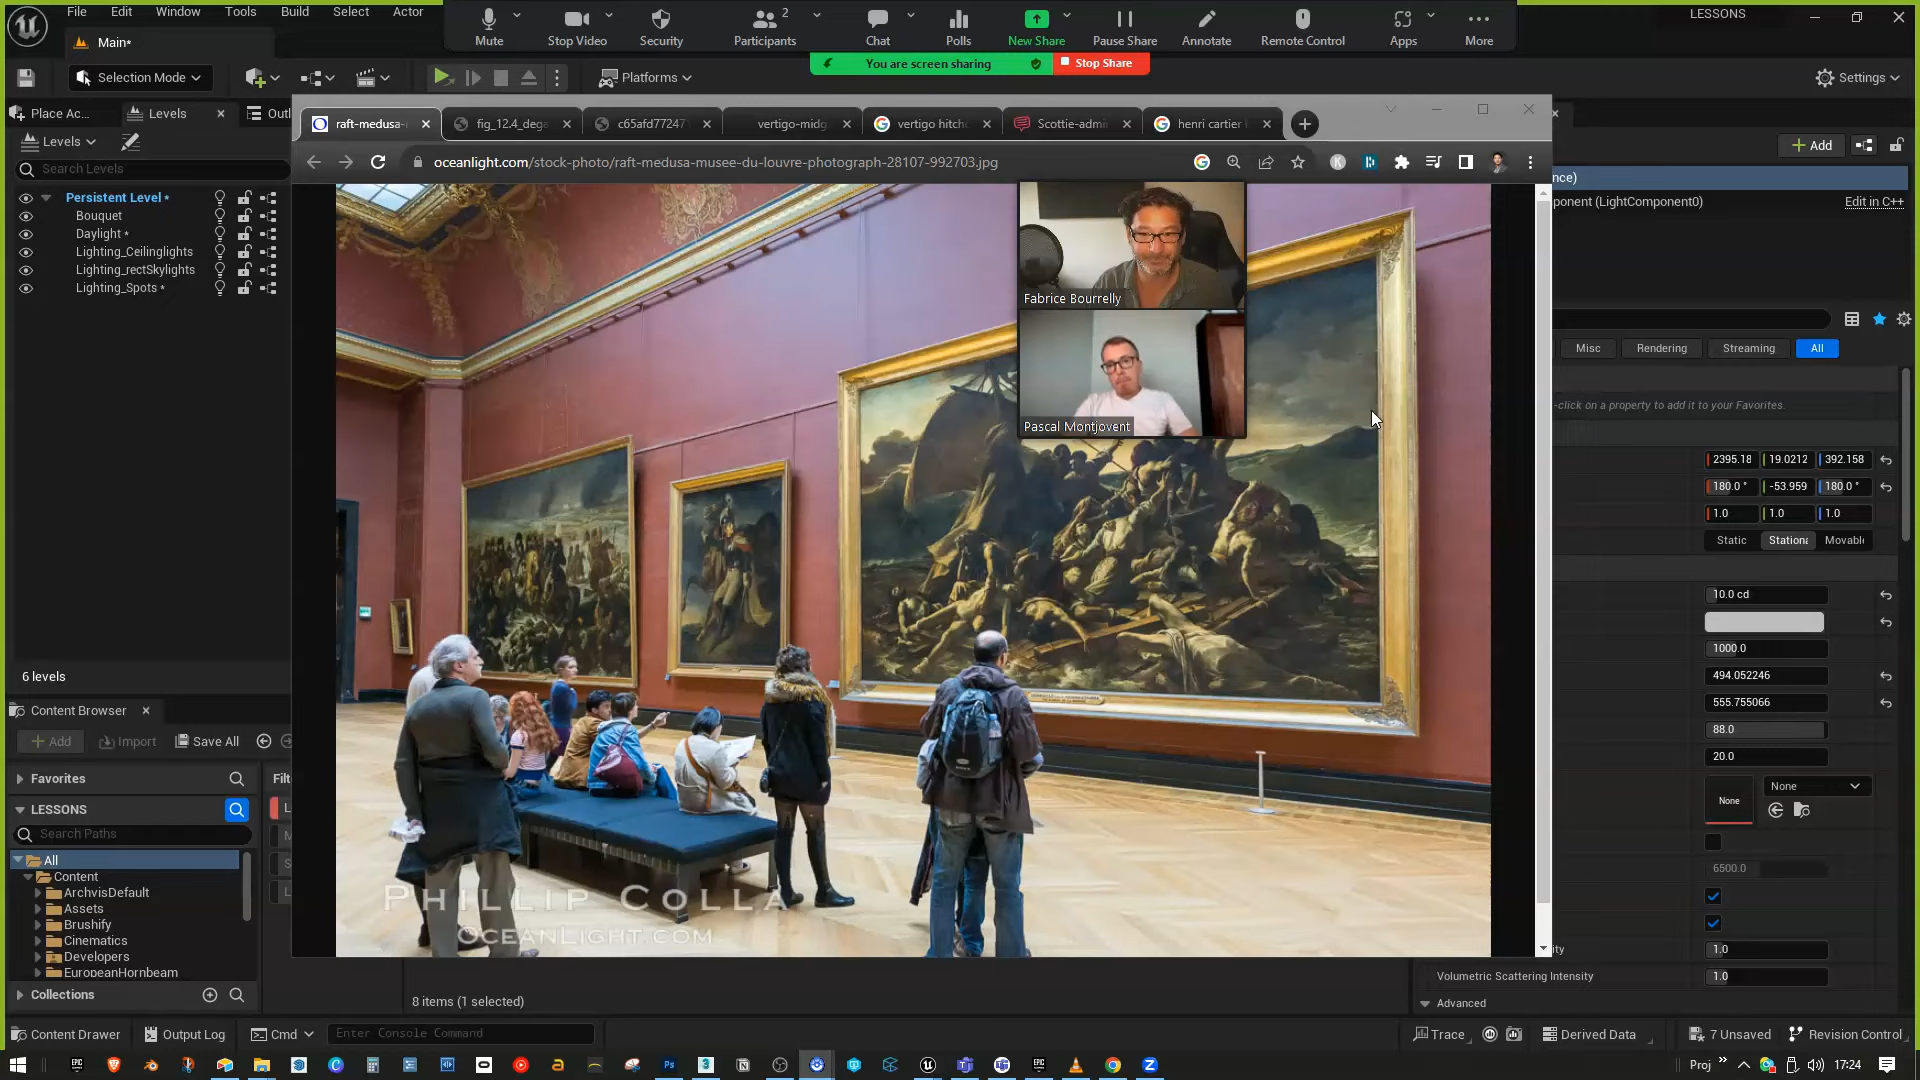 File Edit Window Tools Build Select Actor
Mute Stop Video Security Participants 2 Chat Polls New Share Pause Share Annotate Remote Control Apps More
LESSONS
Main*
You are screen sharing Stop Share
Selection Mode Platforms Settings
Place Ac... Levels Outl
raft-medusa- fig_12.4_dega c65afd77247 vertigo-midg vertigo hitch Scottie-admi henri cartier
Levels
Add
oceanlight.com/stock-photo/raft-medusa-musee-du-louvre-photograph-28107-992703.jpg
Search Levels
nce)
Persistent Level *
ponent (LightComponent0) Edit in C++
Bouquet
Daylight *
Lighting_Ceilinglights
Lighting_rectSkylights
Lighting_Spots *
Fabrice Bourrelly
Misc Rendering Streaming All
-click on a property to add it to your Favorites.
Pascal Montjovent
2395.18 19.0212 392.158
180.0 ° -53.959 180.0 °
1.0 1.0 1.0
Static Stationa Movabl
10.0 cd
1000.0
6 levels
494.052246
555.755066
Content Browser
88.0
Add Import Save All
20.0
Favorites Filt
None None
LESSONS
Search Paths
All
6500.0
Content
ArchvisDefault
Assets
Brushify
Cinematics
Developers
EuropeanHornbeam
PHILLIP COLLA
OCEANLIGHT.COM
ity 1.0
Volumetric Scattering Intensity 1.0
Collections
8 items (1 selected)
Advanced
Content Drawer Output Log Cmd Enter Console Command Trace Derived Data 7 Unsaved Revision Control
Proj 17:24